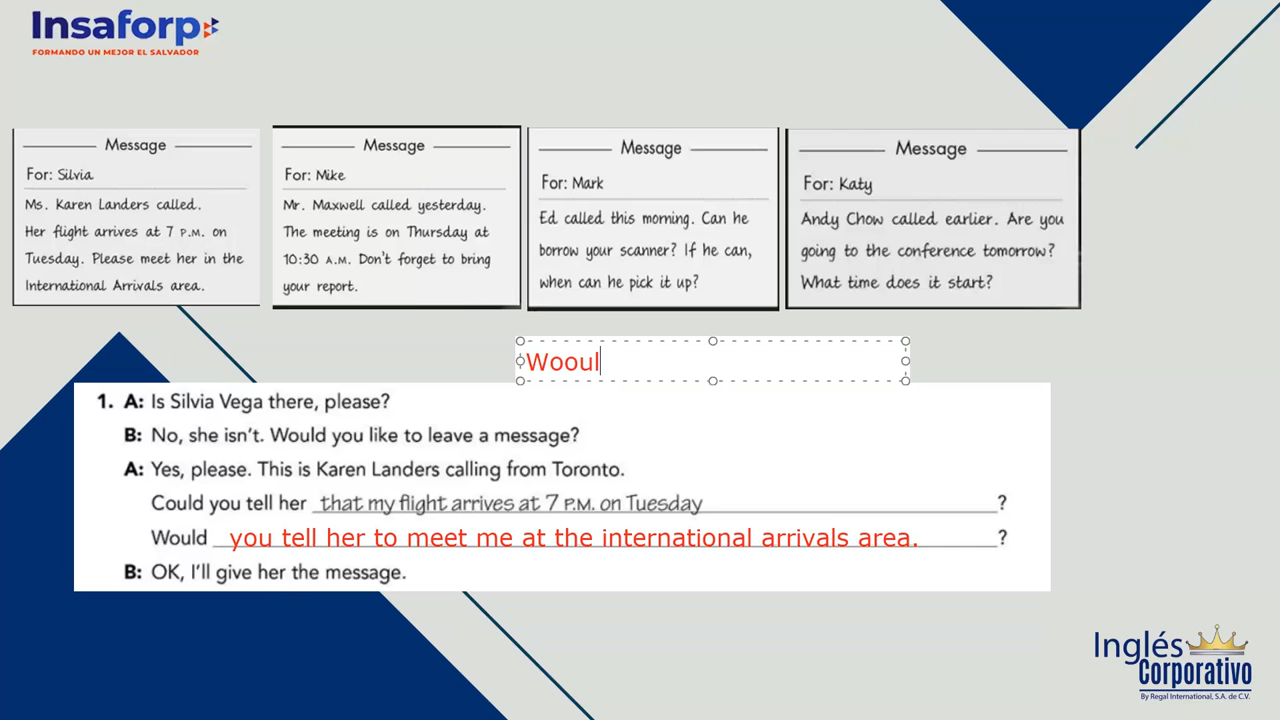 Insaforp
FORMANDO UN MEJOR EL SALVADOR
Message
For: Silvia
Ms. Karen Landers called.
Her flight arrives at 7 P.M. on
Tuesday. Please meet her in the
International Arrivals area.
Message
For: Mike
Mr. Maxwell called yesterday.
The meeting is on Thursday at
10:30 A.M. Don't forget to bring
your report.
Message
For: Mark
Ed called this morning. Can he
borrow your scanner? If he can,
when can he pick it up?
Message
For: Katy
Andy Chow called earlier. Are you
going to the conference tomorrow?
What time does it start?
Wooul
1. A: Is Silvia Vega there, please?
B: No, she isn't. Would you like to leave a message?
A: Yes, please. This is Karen Landers calling from Toronto.
Could you tell her that my flight arrives at 7 P.M. on Tuesday ?
Would you tell her to meet me at the international arrivals area. ?
B: OK, I'll give her the message.
Inglés
Corporativo
By Regal International, S.A. de C.V.